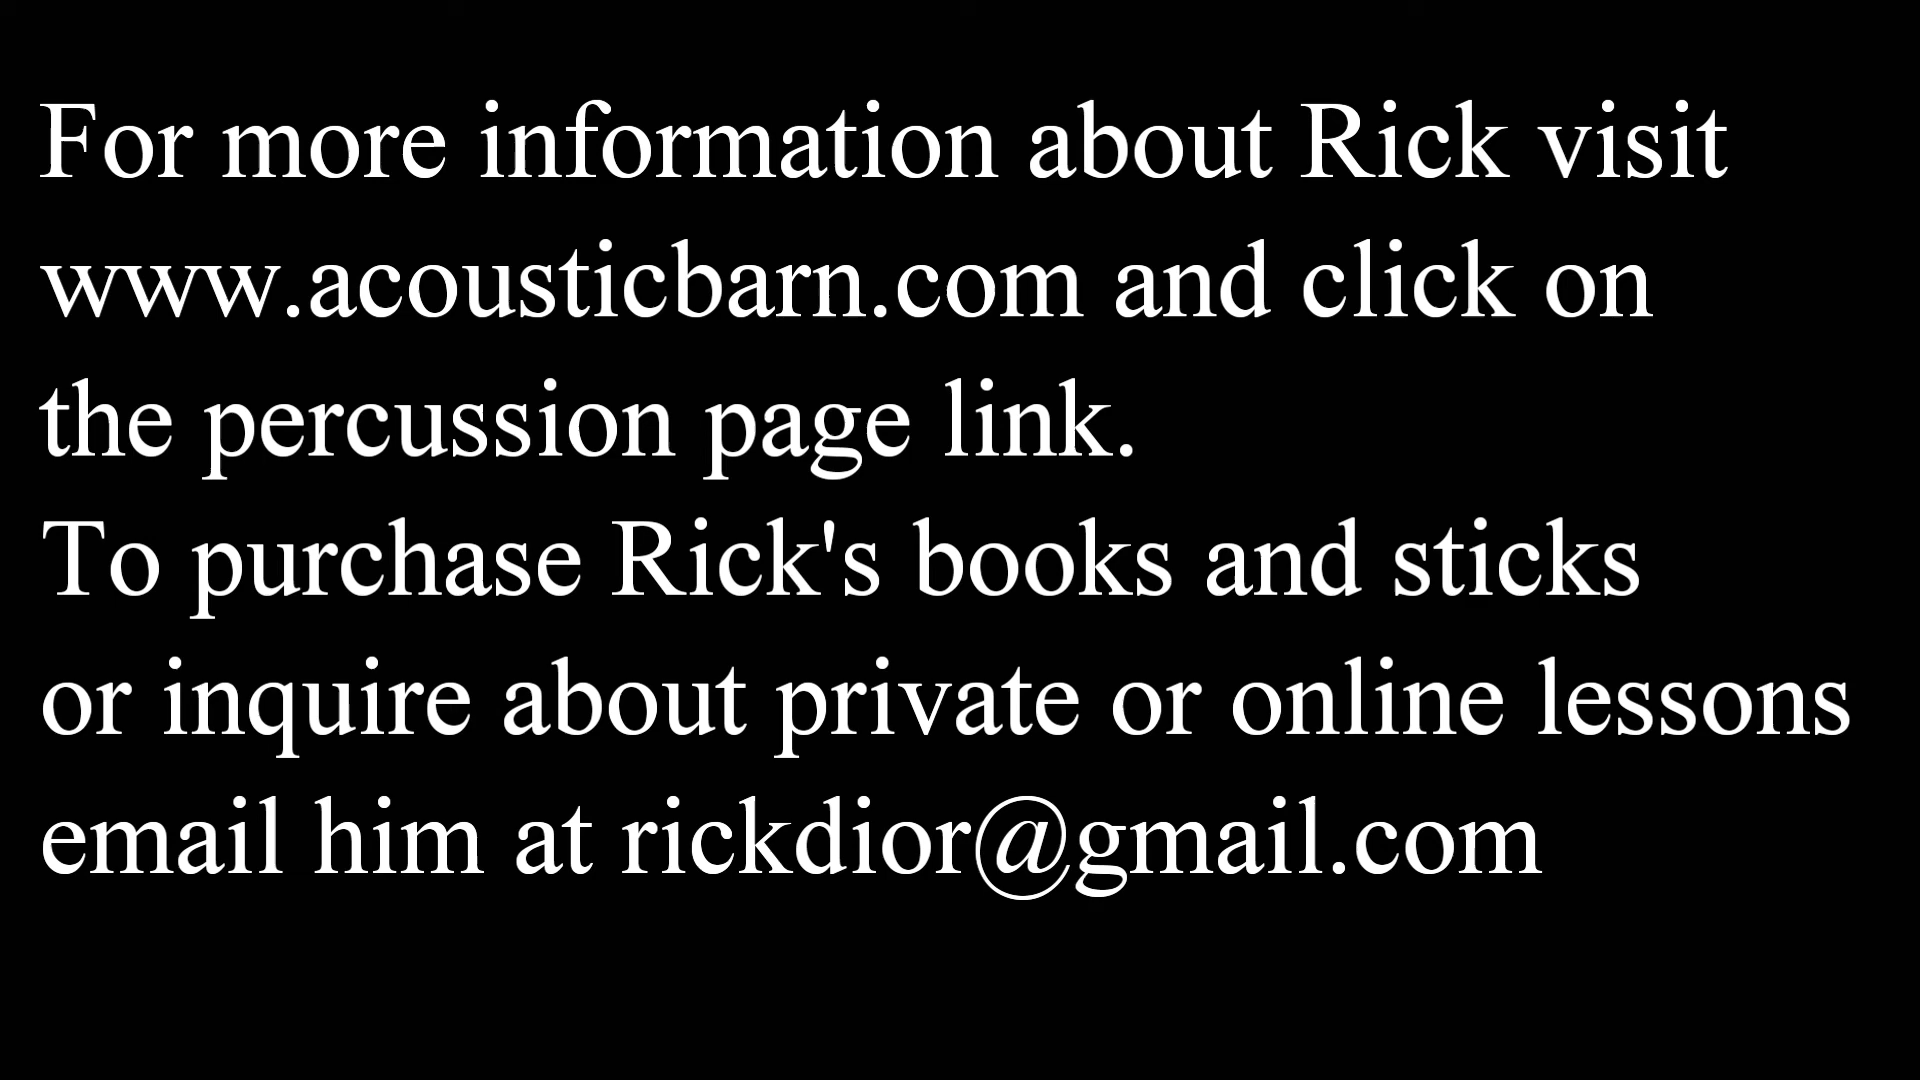 For more information about Rick visit
www.acousticbarn.com and click on
the percussion page link.
To purchase Rick's books and sticks
or inquire about private or online lessons
email him at rickdior@gmail.com